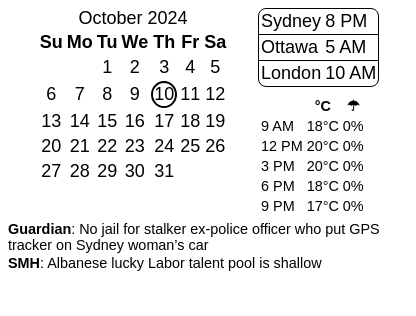 October 2024
Su Mo Tu We Th Fr Sa
1 2 3 4 5
6 7 8 9 10 11 12
13 14 15 16 17 18 19
20 21 22 23 24 25 26
27 28 29 30 31
Sydney 8 PM
Ottawa 5 AM
London 10 AM
°C ☂
9 AM 18°C 0%
12 PM 20°C 0%
3 PM 20°C 0%
6 PM 18°C 0%
9 PM 17°C 0%
Guardian: No jail for stalker ex-police officer who put GPS
tracker on Sydney woman’s car
SMH: Albanese lucky Labor talent pool is shallow